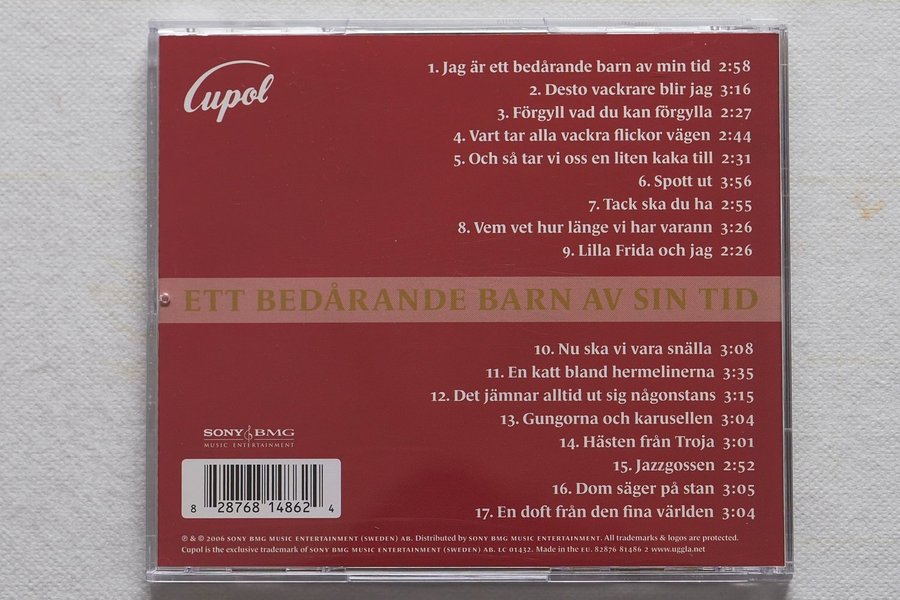 Cupol
1. Jag är ett bedårande barn av min tid 2:58
2. Desto vackrare blir jag 3:16
3. Förgyll vad du kan förgylla 2:27
4. Vart tar alla vackra flickor vägen 2:44
5. Och så tar vi oss en liten kaka till 2:31
6. Spott ut 3:56
7. Tack ska du ha 2:55
8. Vem vet hur länge vi har varann 3:26
9. Lilla Frida och jag 2:26
ETT BEDÅRANDE BARN AV SIN TID
10. Nu ska vi vara snälla 3:08
11. En katt bland hermelinerna 3:35
12. Det jämnar alltid ut sig någonstans 3:15
13. Gungorna och karusellen 3:04
14. Hästen från Troja 3:01
15. Jazzgossen 2:52
16. Dom säger på stan 3:05
17. En doft från den fina världen 3:04
SONY BMG
MUSIC ENTERTAINMENT
8 28768 14862 4
℗ & © 2006 SONY BMG MUSIC ENTERTAINMENT (SWEDEN) AB. Distributed by SONY BMG MUSIC ENTERTAINMENT. All trademarks & logos are protected.
Cupol is the exclusive trademark of SONY BMG MUSIC ENTERTAINMENT (SWEDEN) AB. LC 01432. Made in the EU. 82876 81486 2 www.uggla.net